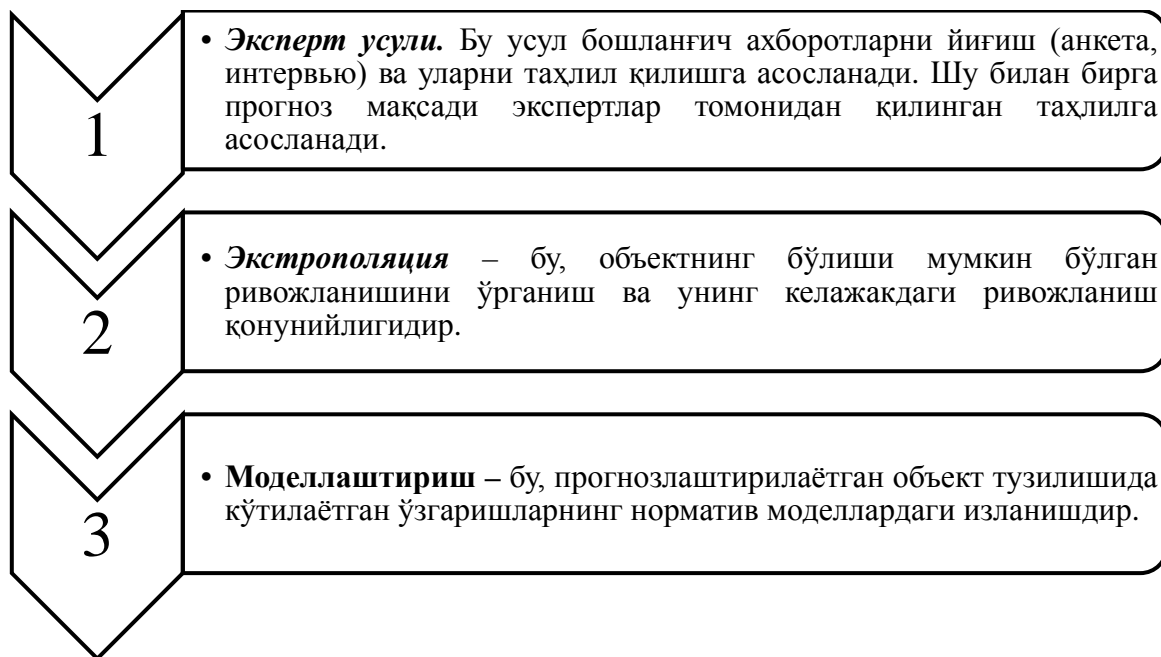 1
• Эксперт усули. Бу усул бошланғич ахборотларни йиғиш (анкета,
интервью) ва уларни таҳлил қилишга асосланади. Шу билан бирга
прогноз мақсади экспертлар томонидан қилинган таҳлилга
асосланади.
2
• Экстрополяция – бу, объектнинг бўлиши мумкин бўлган
ривожланишини ўрганиш ва унинг келажакдаги ривожланиш
қонунийлигидир.
3
• Моделлаштириш – бу, прогнозлаштирилаётган объект тузилишида
кўтилаётган ўзгаришларнинг норматив моделлардаги изланишдир.